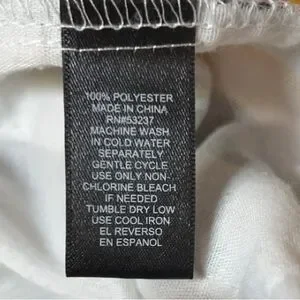 100% POLYESTER
MADE IN CHINA
RN#53237
MACHINE WASH
IN COLD WATER
SEPARATELY
GENTLE CYCLE
USE ONLY NON-
CHLORINE BLEACH
IF NEEDED
TUMBLE DRY LOW
USE COOL IRON
EL REVERSO
EN ESPANOL